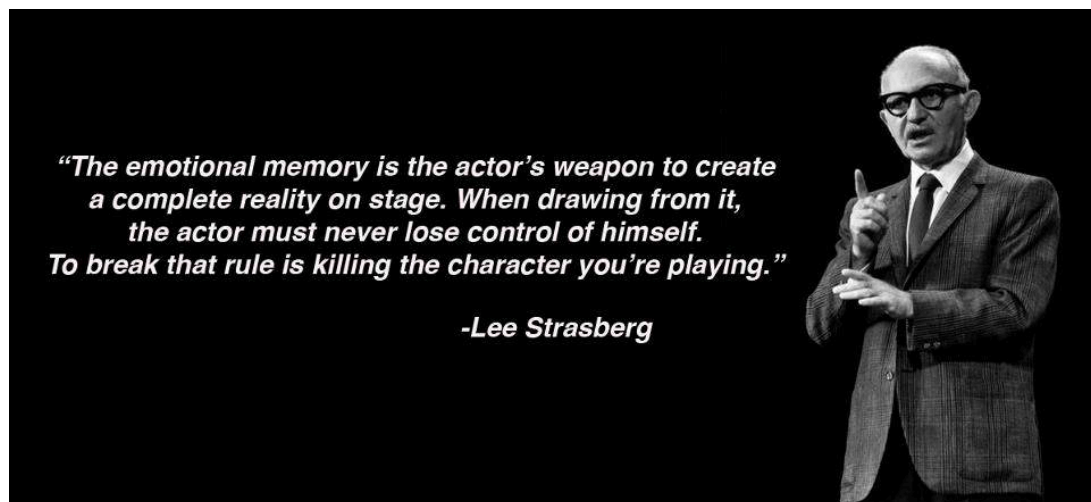 “The emotional memory is the actor’s weapon to create
a complete reality on stage. When drawing from it,
the actor must never lose control of himself.
To break that rule is killing the character you’re playing.”
-Lee Strasberg